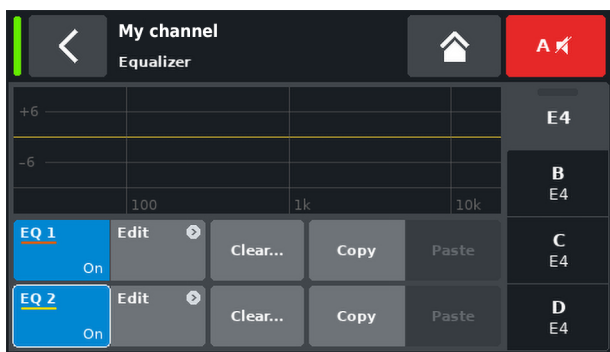 My channel
Equalizer
A
+6
-6
100
1k
10k
E4
B
E4
C
E4
D
E4
EQ 1
On
Edit
Clear...
Copy
Paste
EQ 2
On
Edit
Clear...
Copy
Paste